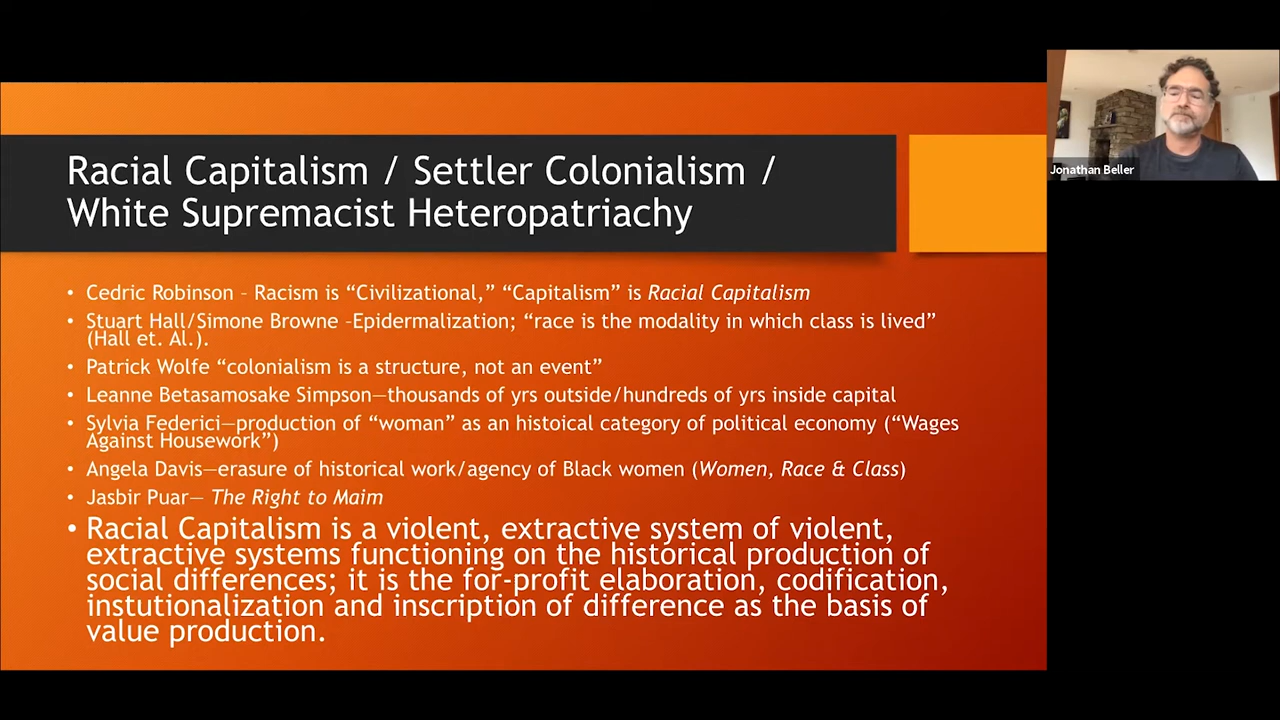 Racial Capitalism / Settler Colonialism /
White Supremacist Heteropatriachy
• Cedric Robinson – Racism is “Civilizational,” “Capitalism” is Racial Capitalism
• Stuart Hall/Simone Browne –Epidermalization; “race is the modality in which class is lived”
(Hall et. Al.).
• Patrick Wolfe “colonialism is a structure, not an event”
• Leanne Betasamosake Simpson—thousands of yrs outside/hundreds of yrs inside capital
• Sylvia Federici—production of “woman” as an histoical category of political economy (“Wages
Against Housework”)
• Angela Davis—erasure of historical work/agency of Black women (Women, Race & Class)
• Jasbir Puar— The Right to Maim
• Racial Capitalism is a violent, extractive system of violent,
extractive systems functioning on the historical production of
social differences; it is the for-profit elaboration, codification,
instutionalization and inscription of difference as the basis of
value production.
Jonathan Beller